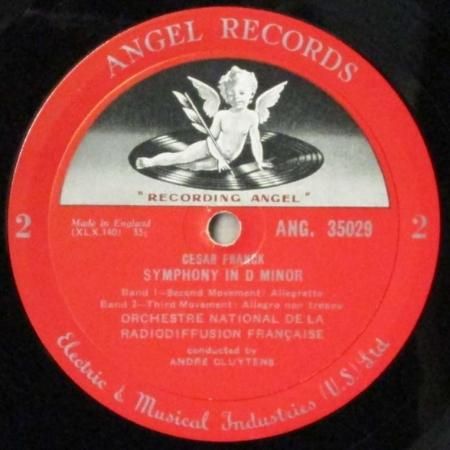 ANGEL RECORDS
"RECORDING ANGEL"
2
Made in England
(XLX.140) 33⅓
ANG. 35029
2
CESAR FRANCK
SYMPHONY IN D MINOR
Band 1—Second Movement: Allegretto
Band 2—Third Movement: Allegro non troppo
ORCHESTRE NATIONAL DE LA
RADIODIFFUSION FRANÇAISE
conducted by
ANDRÉ CLUYTENS
Electric & Musical Industries (U.S.) Ltd